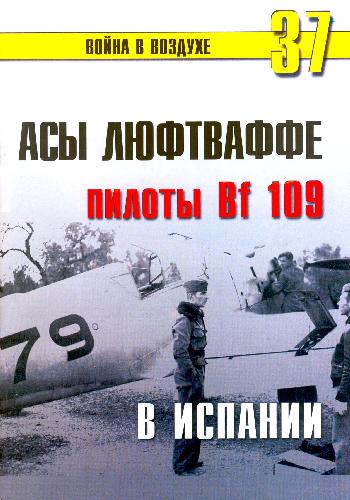 ВОЙНА В ВОЗДУХЕ 37
АСЫ ЛЮФТВАФФЕ
ПИЛОТЫ Bf 109
79
В ИСПАНИИ